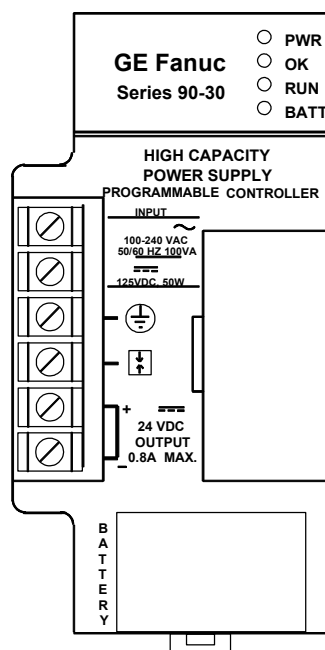 GE Fanuc
Series 90-30
PWR
OK
RUN
BATT
HIGH CAPACITY
POWER SUPPLY
PROGRAMMABLE CONTROLLER
INPUT
100-240 VAC
50/60 HZ 100VA
125VDC, 50W
+
24 VDC
OUTPUT
0.8A MAX.
–
BATTERY